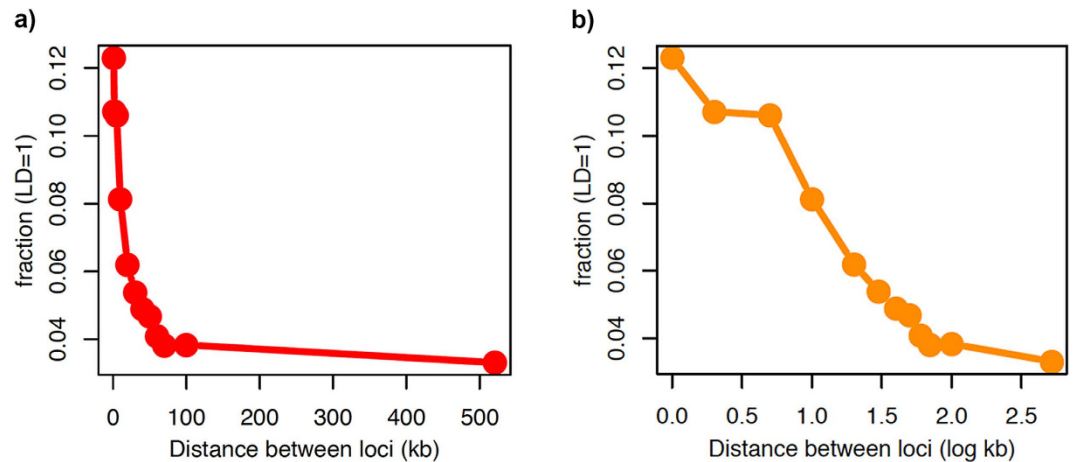 a)
fraction (LD=1)
0.12
0.10
0.08
0.06
0.04
0 100 200 300 400 500
Distance between loci (kb)
b)
fraction (LD=1)
0.12
0.10
0.08
0.06
0.04
0.0 0.5 1.0 1.5 2.0 2.5
Distance between loci (log kb)